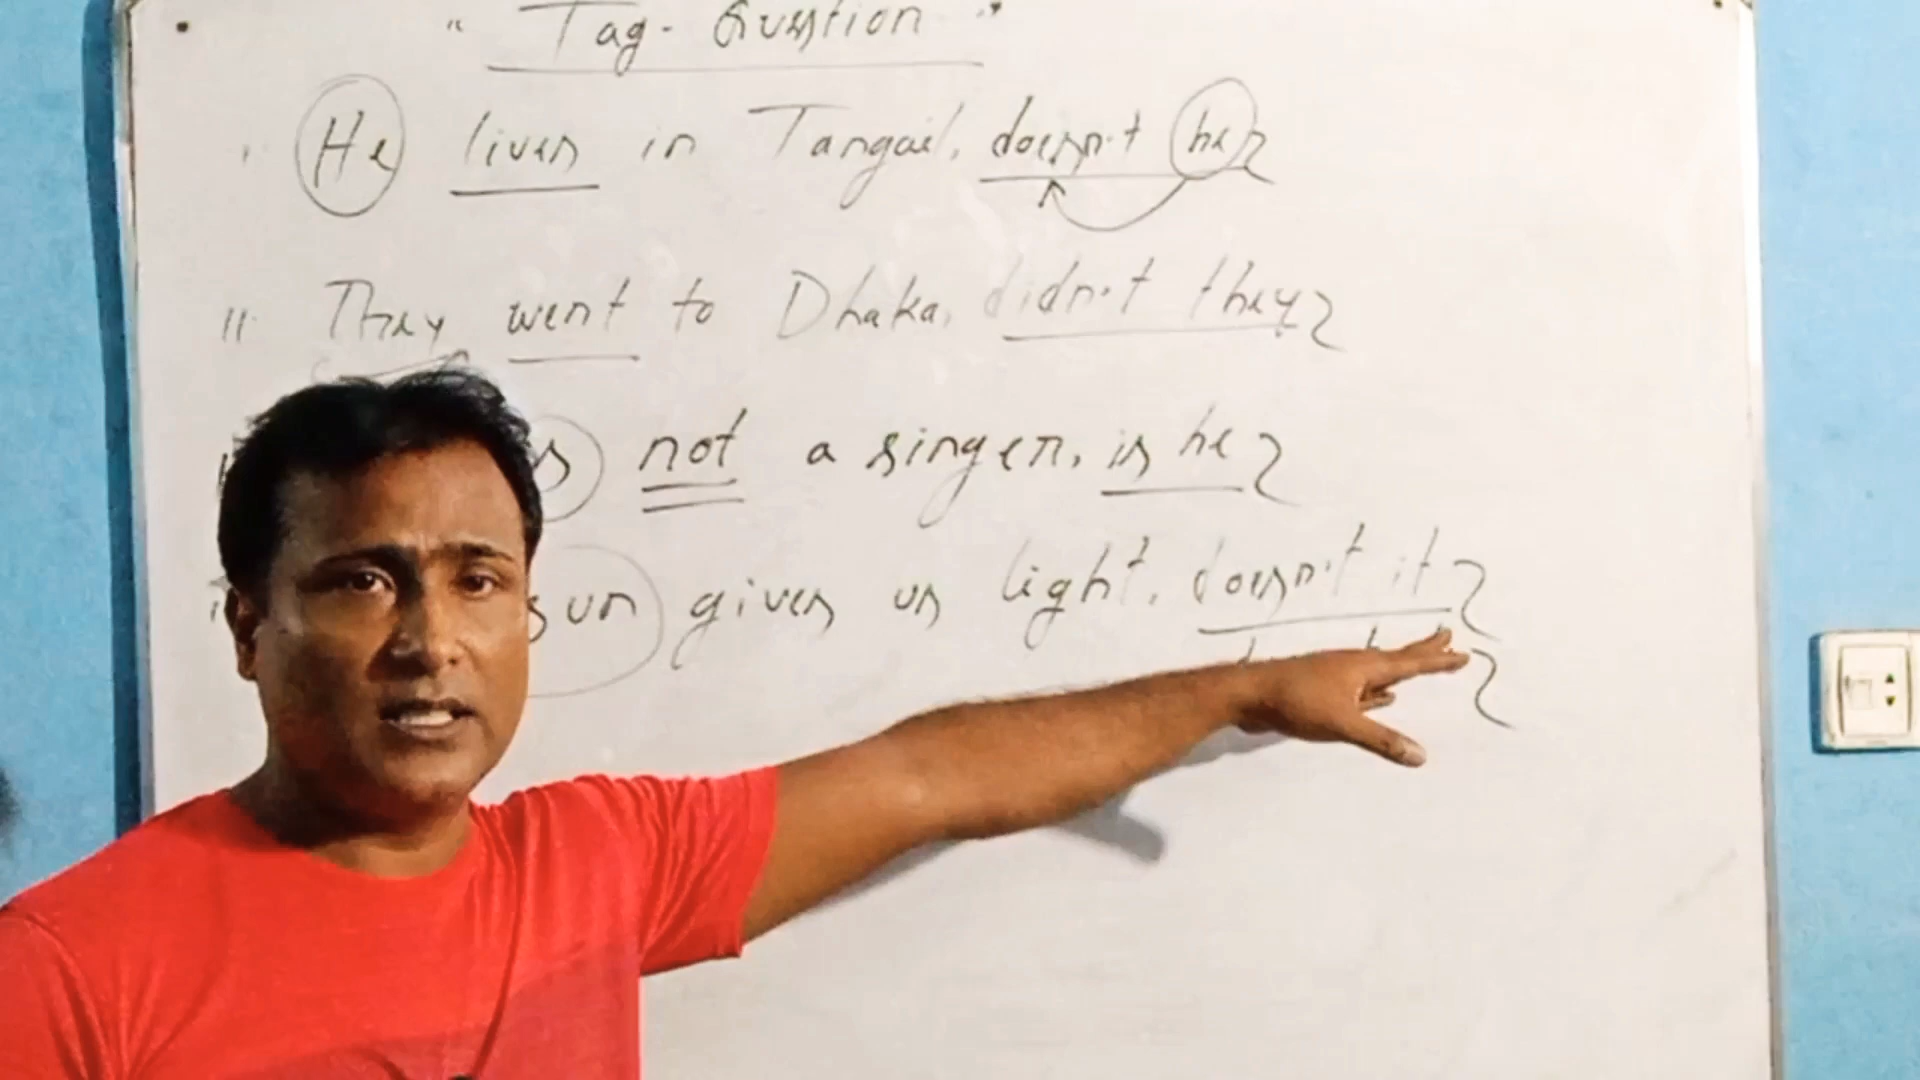 " Tag-Question "
He lives in Tangail, doesn't he?
II. They went to Dhaka, didn't they?
not a singer, is he?
sun gives us light, doesn't it?
?